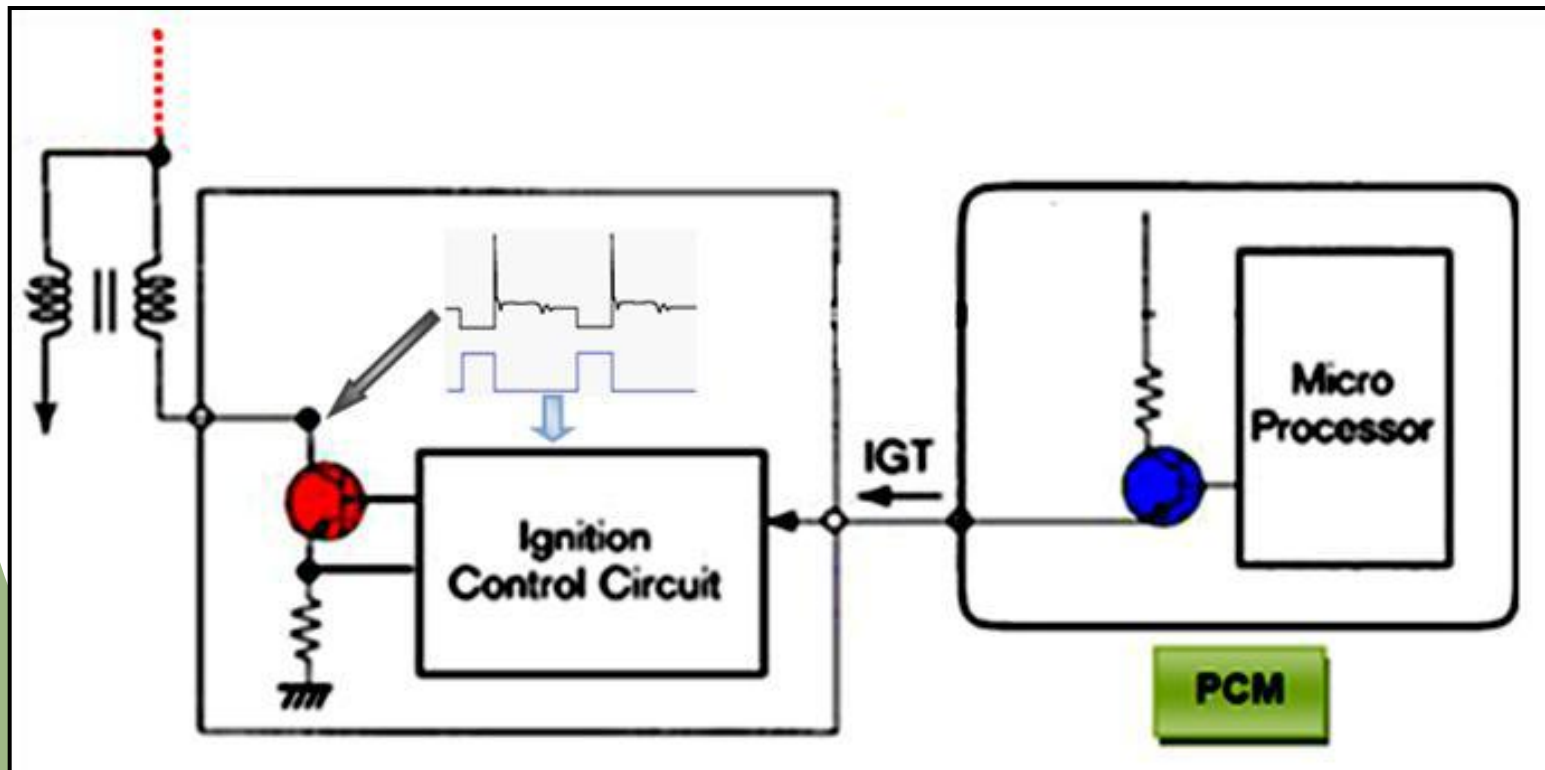 IGT
Micro
Processor
Ignition
Control Circuit
PCM